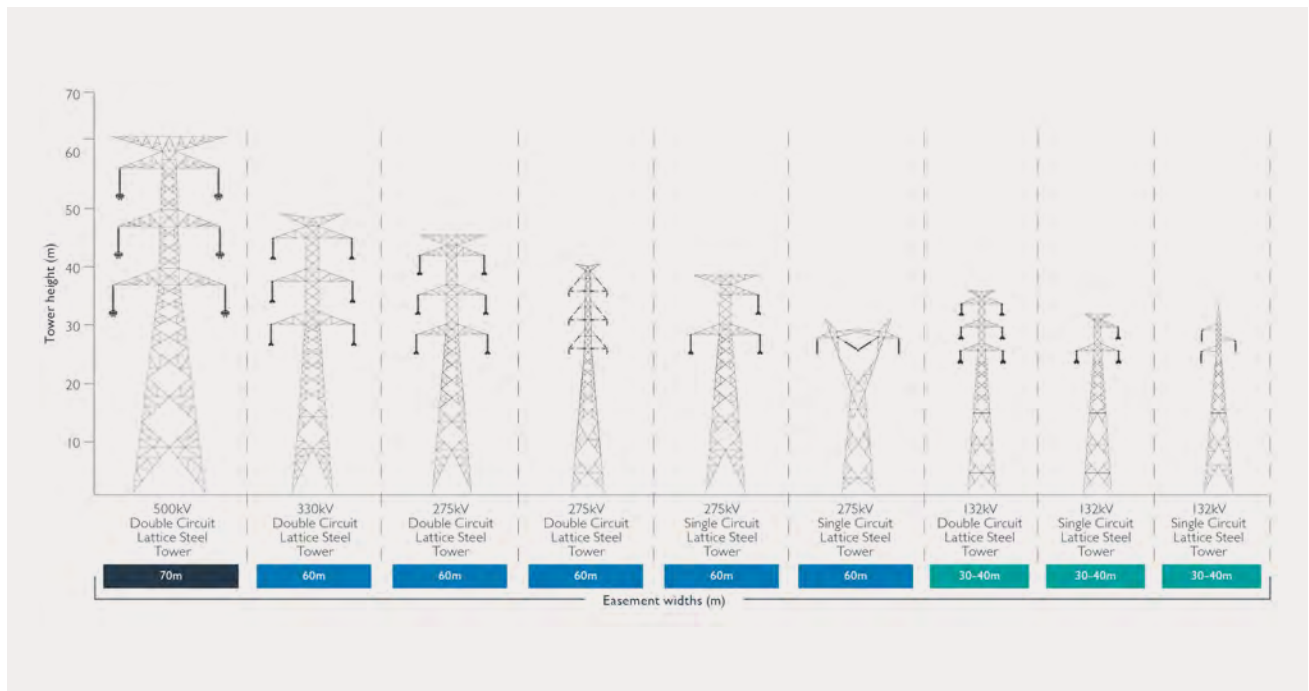 70
60
50
40
30
20
10
Tower height (m)
500kV
Double Circuit
Lattice Steel
Tower
70m
330kV
Double Circuit
Lattice Steel
Tower
60m
275kV
Double Circuit
Lattice Steel
Tower
60m
275kV
Double Circuit
Lattice Steel
Tower
60m
275kV
Single Circuit
Lattice Steel
Tower
60m
275kV
Single Circuit
Lattice Steel
Tower
60m
132kV
Double Circuit
Lattice Steel
Tower
30-40m
132kV
Single Circuit
Lattice Steel
Tower
30-40m
132kV
Single Circuit
Lattice Steel
Tower
30-40m
Easement widths (m)